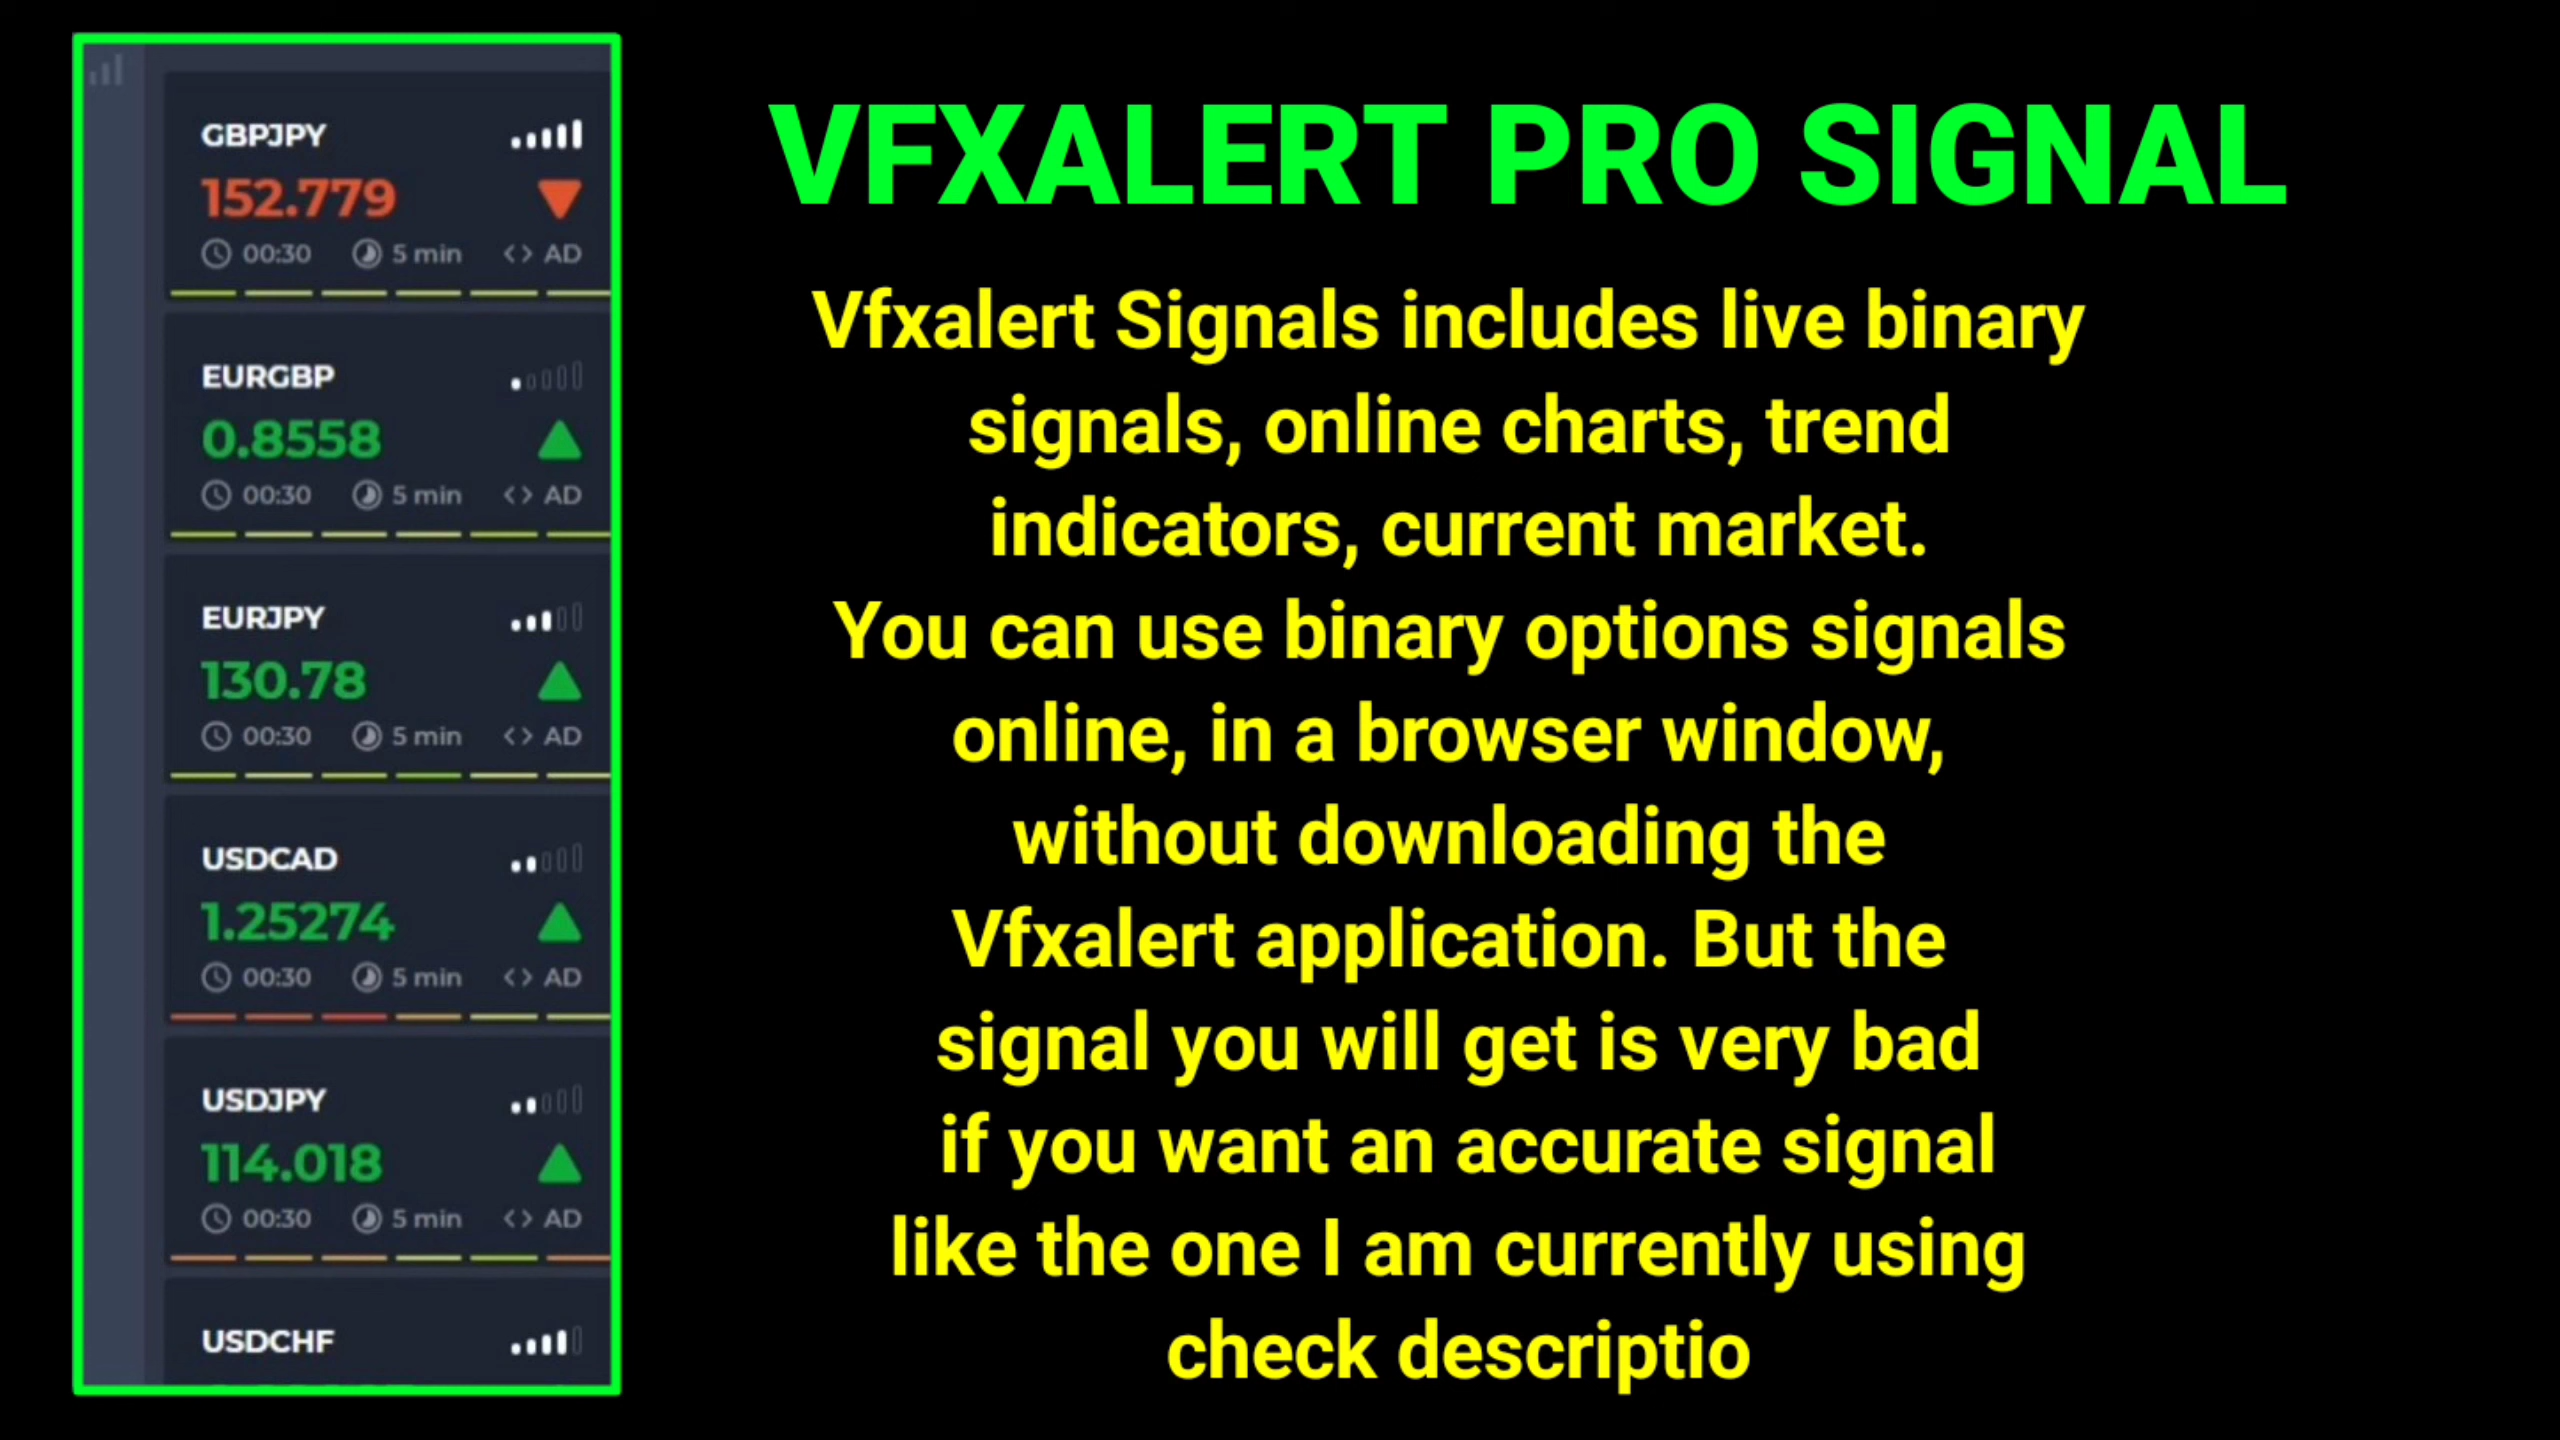 GBPJPY
152.779
00:30 5 min <> AD
EURGBP
0.8558
00:30 5 min <> AD
EURJPY
130.78
00:30 5 min <> AD
USDCAD
1.25274
00:30 5 min <> AD
USDJPY
114.018
00:30 5 min <> AD
USDCHF
VFXALERT PRO SIGNAL
Vfxalert Signals includes live binary
signals, online charts, trend
indicators, current market.
You can use binary options signals
online, in a browser window,
without downloading the
Vfxalert application. But the
signal you will get is very bad
if you want an accurate signal
like the one I am currently using
check descriptio